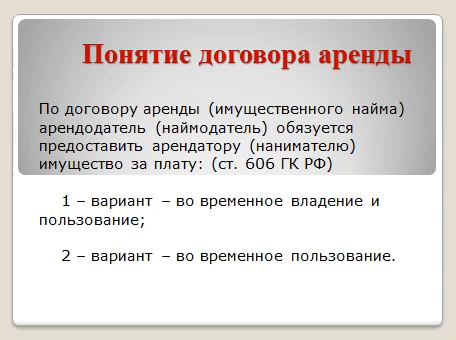 Понятие договора аренды
По договору аренды (имущественного найма)
арендодатель (наймодатель) обязуется
предоставить арендатору (нанимателю)
имущество за плату: (ст. 606 ГК РФ)
1 – вариант – во временное владение и
пользование;
2 – вариант – во временное пользование.